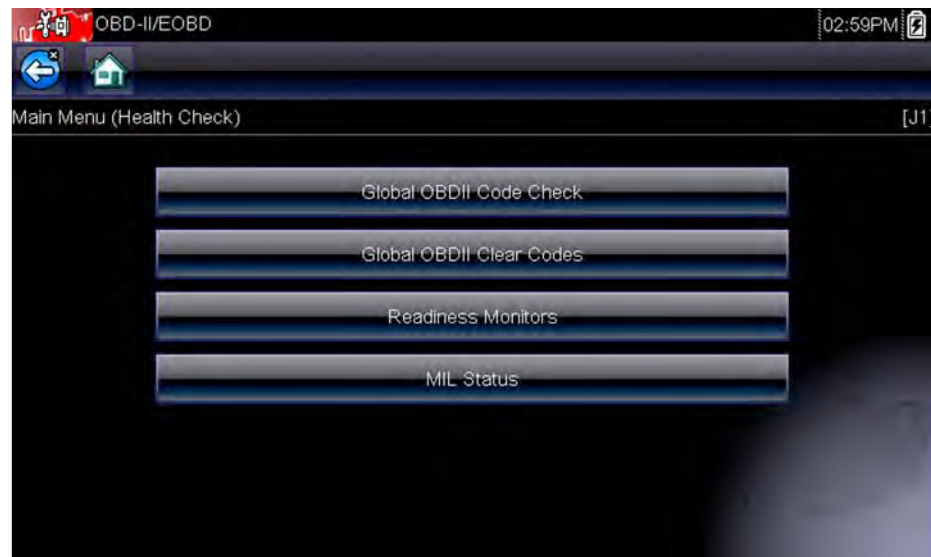 OBD-II/EOBD 02:59PM
Main Menu (Health Check) [J1]
Global OBDII Code Check
Global OBDII Clear Codes
Readiness Monitors
MIL Status